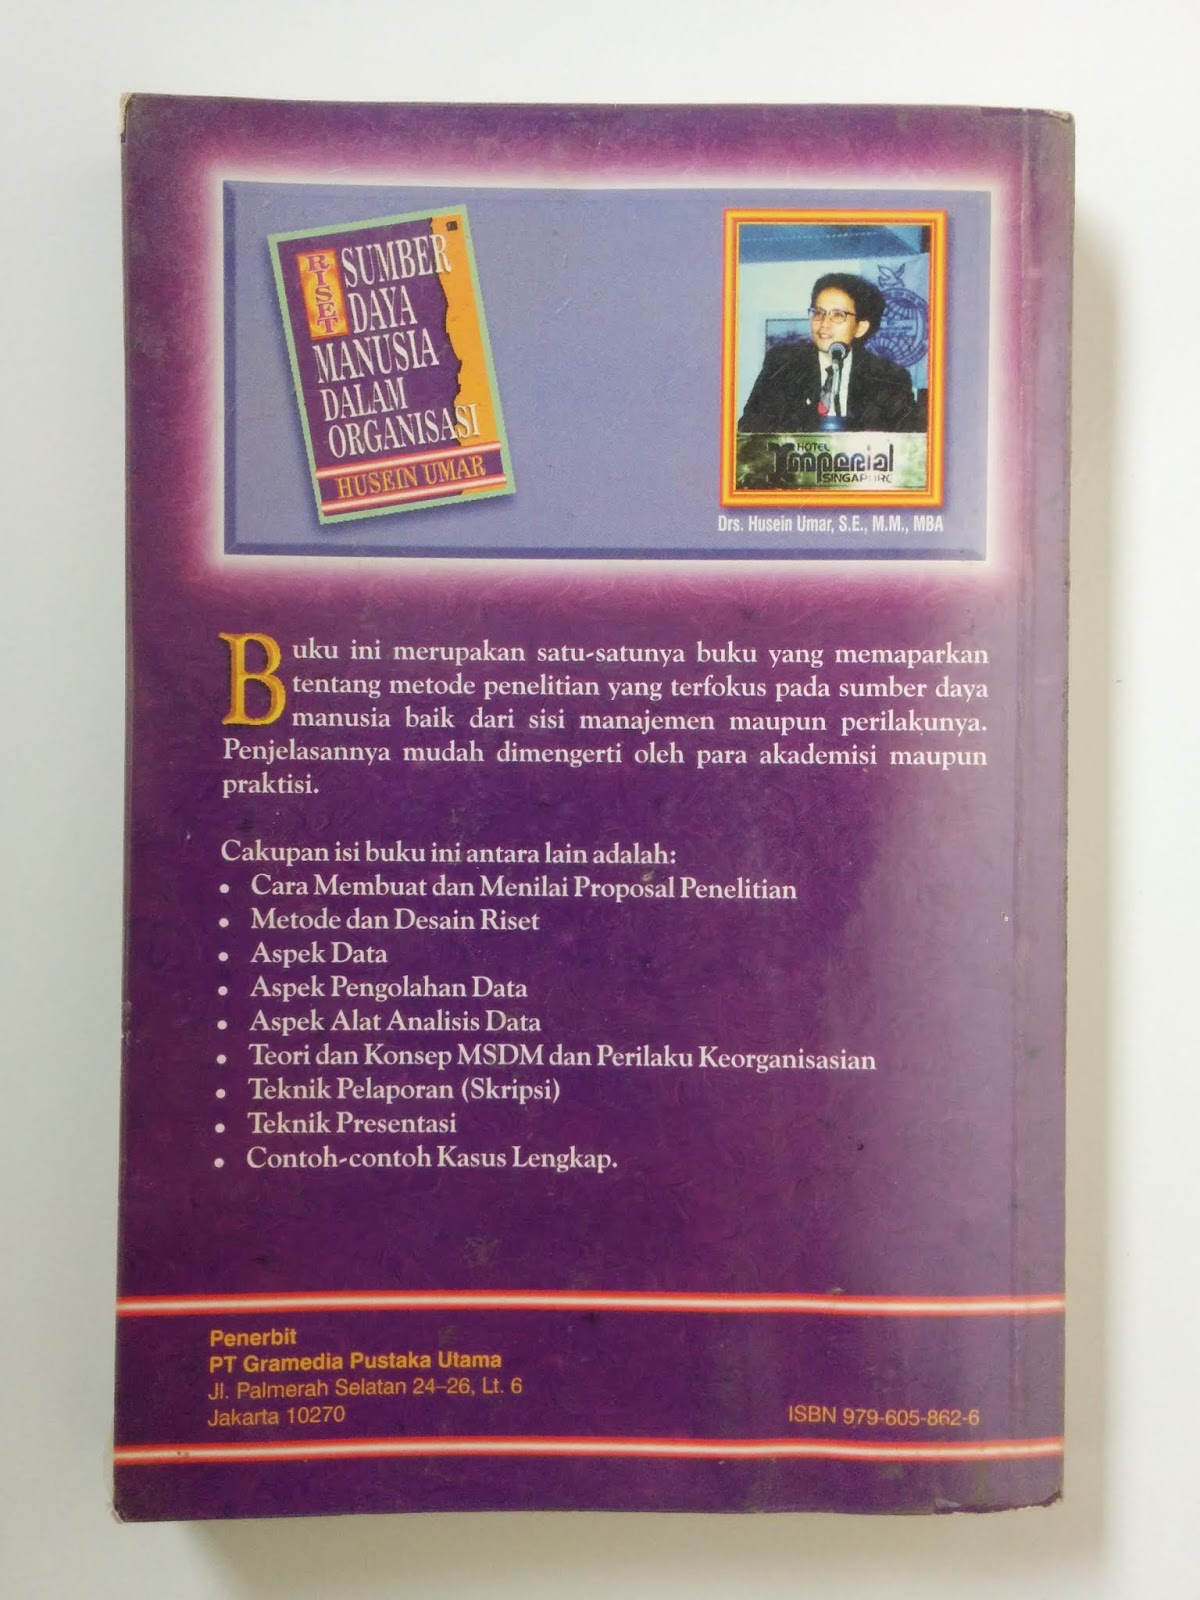 RISET
SUMBER
DAYA
MANUSIA
DALAM
ORGANISASI
HUSEIN UMAR
HOTEL
Imperial
SINGAPORE
Drs. Husein Umar, S.E., M.M., MBA
Buku ini merupakan satu-satunya buku yang memaparkan
tentang metode penelitian yang terfokus pada sumber daya
manusia baik dari sisi manajemen maupun perilakunya.
Penjelasannya mudah dimengerti oleh para akademisi maupun
praktisi.
Cakupan isi buku ini antara lain adalah:
• Cara Membuat dan Menilai Proposal Penelitian
• Metode dan Desain Riset
• Aspek Data
• Aspek Pengolahan Data
• Aspek Alat Analisis Data
• Teori dan Konsep MSDM dan Perilaku Keorganisasian
• Teknik Pelaporan (Skripsi)
• Teknik Presentasi
• Contoh-contoh Kasus Lengkap.
Penerbit
PT Gramedia Pustaka Utama
Jl. Palmerah Selatan 24–26, Lt. 6
Jakarta 10270
ISBN 979-605-862-6